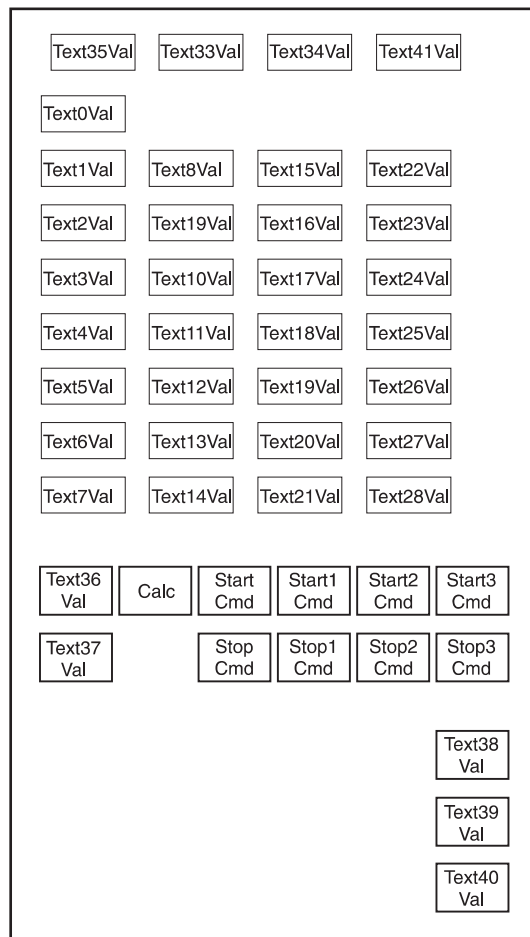 Text35Val Text33Val Text34Val Text41Val
Text0Val
Text1Val Text8Val Text15Val Text22Val
Text2Val Text19Val Text16Val Text23Val
Text3Val Text10Val Text17Val Text24Val
Text4Val Text11Val Text18Val Text25Val
Text5Val Text12Val Text19Val Text26Val
Text6Val Text13Val Text20Val Text27Val
Text7Val Text14Val Text21Val Text28Val
Text36 Val Calc Start Cmd Start1 Cmd Start2 Cmd Start3 Cmd
Text37 Val Stop Cmd Stop1 Cmd Stop2 Cmd Stop3 Cmd
Text38
Val
Text39
Val
Text40
Val